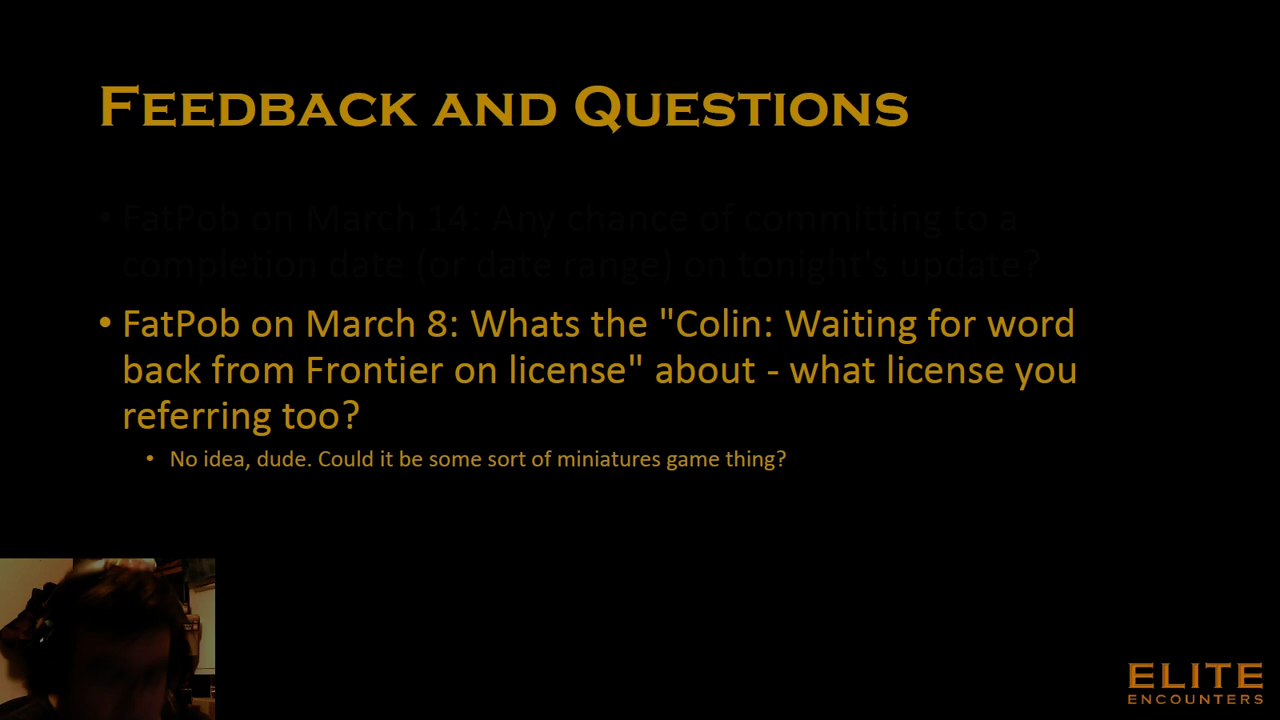 Feedback and Questions
• FatPob on March 14: Any chance of committing to a
completion date (or date range) on tonight's update?
• FatPob on March 8: Whats the "Colin: Waiting for word
back from Frontier on license" about - what license you
referring too?
• No idea, dude. Could it be some sort of miniatures game thing?
ELITE
ENCOUNTERS